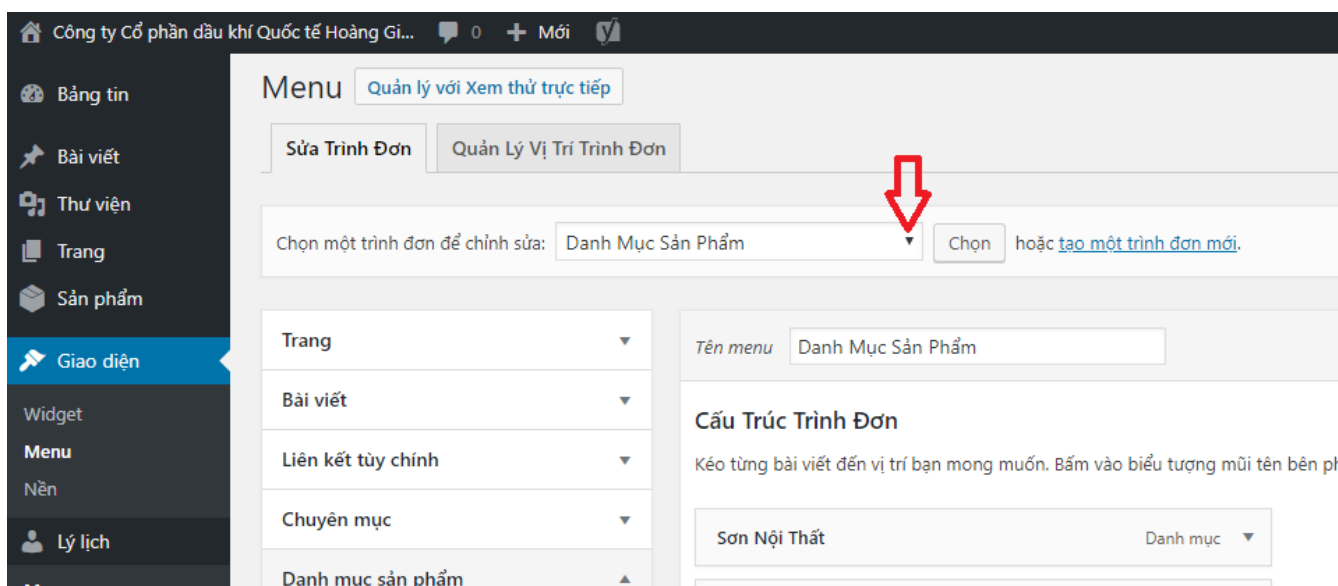 Công ty Cổ phần dầu khí Quốc tế Hoàng Gi... 0 + Mới
Bảng tin
Bài viết
Thư viện
Trang
Sản phẩm
Giao diện
Widget
Menu
Nền
Lý lịch
Menu Quản lý với Xem thử trực tiếp
Sửa Trình Đơn Quản Lý Vị Trí Trình Đơn
Chọn một trình đơn để chỉnh sửa: Danh Mục Sản Phẩm Chọn hoặc tạo một trình đơn mới.
Trang
Bài viết
Liên kết tùy chính
Chuyên mục
Danh mục sản phẩm
Tên menu Danh Mục Sản Phẩm
Cấu Trúc Trình Đơn
Kéo từng bài viết đến vị trí bạn mong muốn. Bấm vào biểu tượng mũi tên bên
Sơn Nội Thất Danh mục